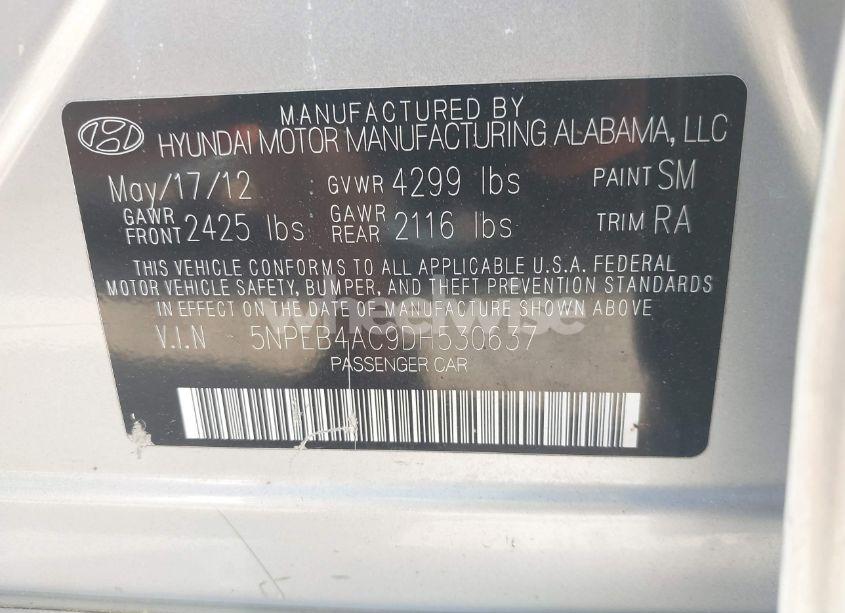 MANUFACTURED BY
HYUNDAI MOTOR MANUFACTURING ALABAMA, LLC
May/17/12 GVWR 4299 lbs PAINT SM
GAWR FRONT 2425 lbs GAWR REAR 2116 lbs TRIM RA
THIS VEHICLE CONFORMS TO ALL APPLICABLE U.S.A. FEDERAL
MOTOR VEHICLE SAFETY, BUMPER, AND THEFT PREVENTION STANDARDS
IN EFFECT ON THE DATE OF MANUFACTURE SHOWN ABOVE
wheelwise
V.I.N 5NPEB4AC9DH530637
PASSENGER CAR